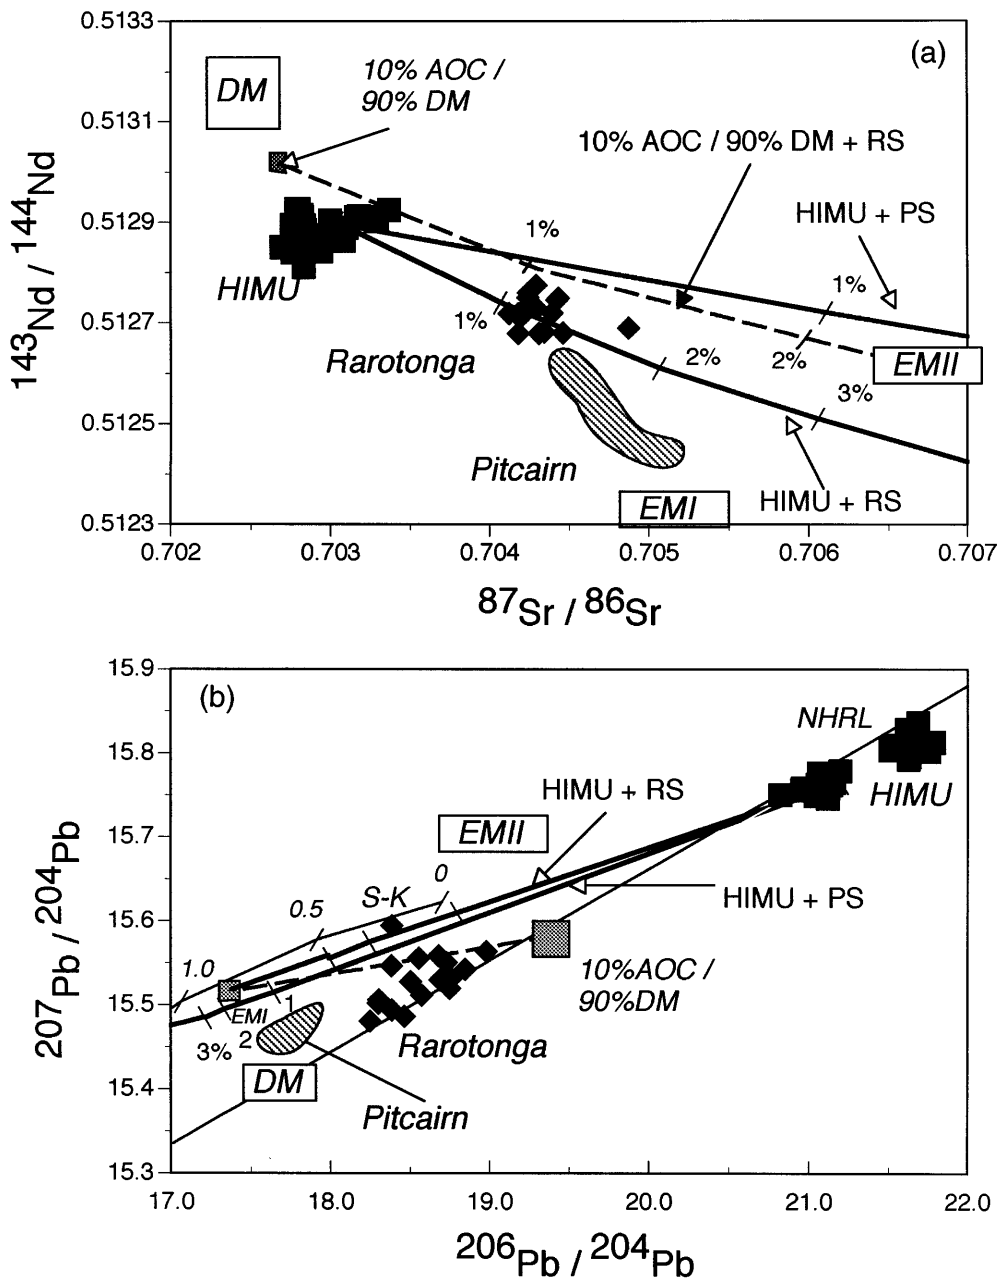 0.5133
(a)
DM
10% AOC /
90% DM
0.5131
10% AOC / 90% DM + RS
HIMU + PS
0.5129
1%
HIMU
1%
0.5127
1%
Rarotonga
2%
2%
EMII
3%
0.5125
Pitcairn
EMI
HIMU + RS
0.5123
0.702
0.703
0.704
0.705
0.706
0.707
143Nd / 144Nd
87Sr / 86Sr
15.9
(b)
NHRL
15.8
HIMU
HIMU + RS
EMII
15.7
0
S-K
HIMU + PS
0.5
15.6
1.0
10%AOC /
90%DM
1
15.5
EMI
2
3%
Rarotonga
DM
15.4
Pitcairn
15.3
17.0
18.0
19.0
20.0
21.0
22.0
207Pb / 204Pb
206Pb / 204Pb